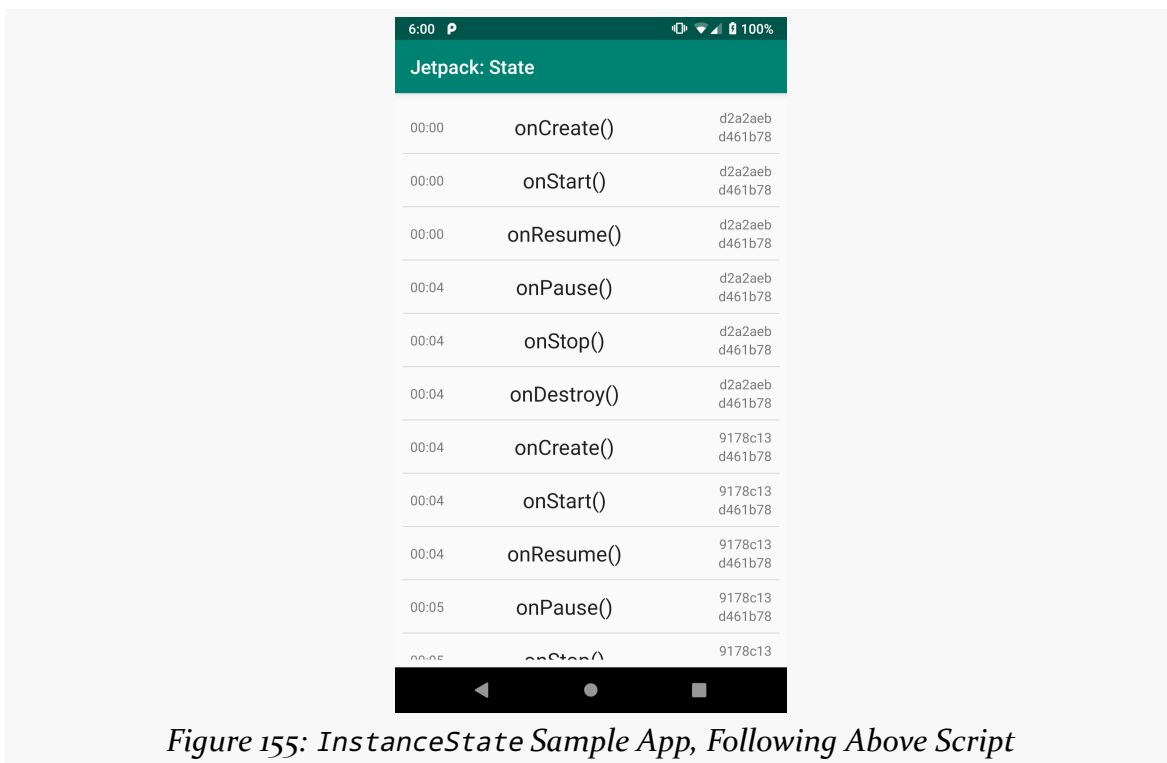 6:00 100%
Jetpack: State
00:00 onCreate() d2a2aeb
d461b78
00:00 onStart() d2a2aeb
d461b78
00:00 onResume() d2a2aeb
d461b78
00:04 onPause() d2a2aeb
d461b78
00:04 onStop() d2a2aeb
d461b78
00:04 onDestroy() d2a2aeb
d461b78
00:04 onCreate() 9178c13
d461b78
00:04 onStart() 9178c13
d461b78
00:04 onResume() 9178c13
d461b78
00:05 onPause() 9178c13
d461b78
00:05 onStop() 9178c13
Figure 155: InstanceState Sample App, Following Above Script